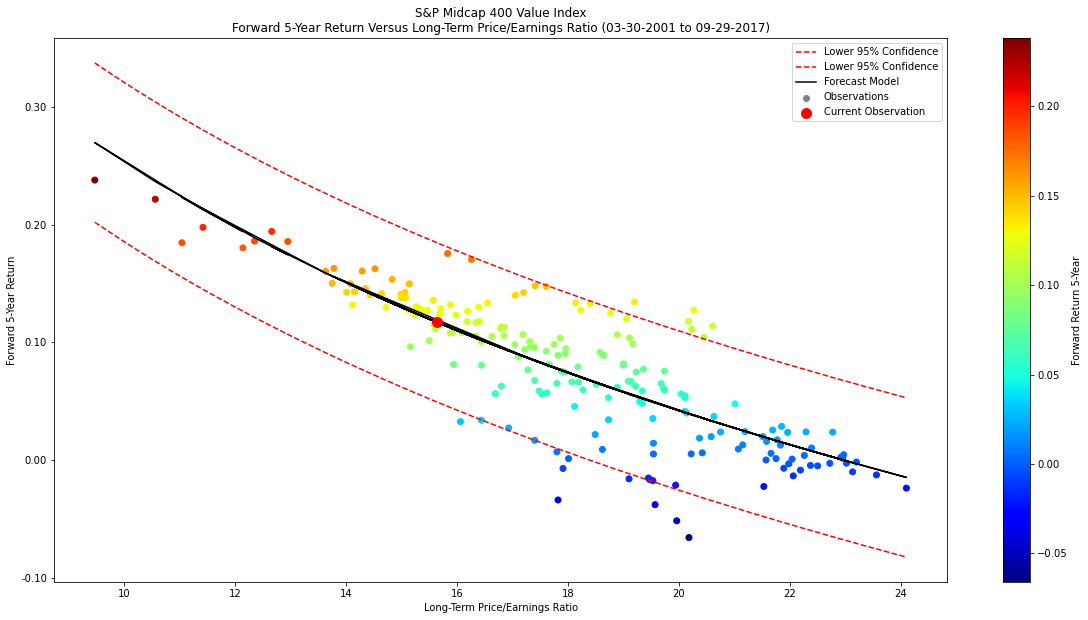 S&P Midcap 400 Value Index
Forward 5-Year Return Versus Long-Term Price/Earnings Ratio (03-30-2001 to 09-29-2017)
Lower 95% Confidence
Lower 95% Confidence
Forecast Model
Observations
Current Observation
Forward 5-Year Return
0.30
0.20
0.10
0.00
-0.10
10 12 14 16 18 20 22 24
Long-Term Price/Earnings Ratio
0.20
0.15
0.10
0.05
0.00
−0.05
Forward Return 5-Year